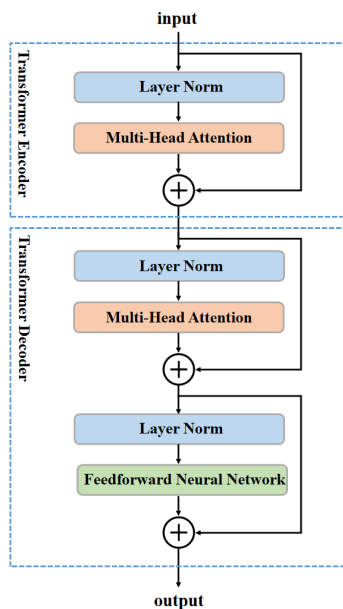 input
Transformer Encoder
Layer Norm
Multi-Head Attention
Transformer Decoder
Layer Norm
Multi-Head Attention
Layer Norm
Feedforward Neural Network
output